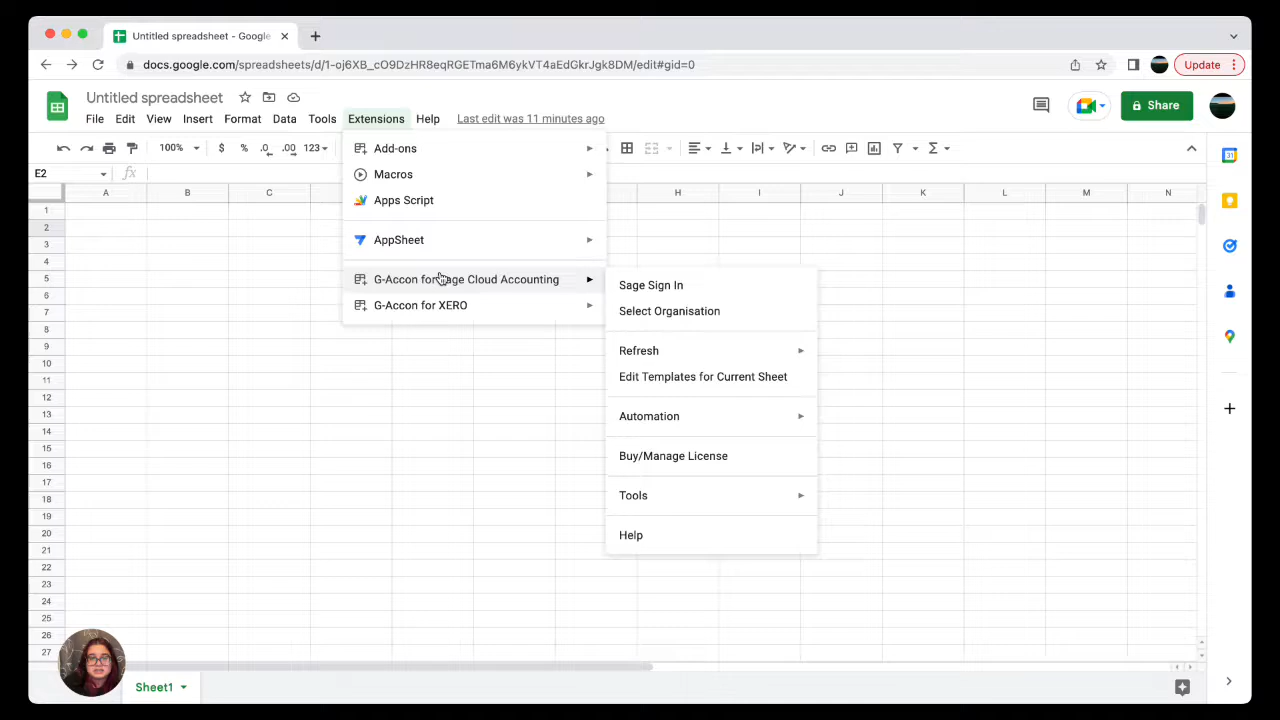 Untitled spreadsheet - Google
docs.google.com/spreadsheets/d/1-oj6XB_cO9DzHR8eqRGETma6M6ykVT4aEdGkrJgk8DM/edit#gid=0
Update
Untitled spreadsheet
File Edit View Insert Format Data Tools Extensions Help Last edit was 11 minutes ago
Share
100% $ % .0 .00 123
E2 fx
A B C H I J K L M N
1
2
3
4
5
6
7
8
9
10
11
12
13
14
15
16
17
18
19
20
21
22
23
24
25
26
27
Add-ons
Macros
Apps Script
AppSheet
G-Accon for Sage Cloud Accounting
G-Accon for XERO
Sage Sign In
Select Organisation
Refresh
Edit Templates for Current Sheet
Automation
Buy/Manage License
Tools
Help
31
Sheet1